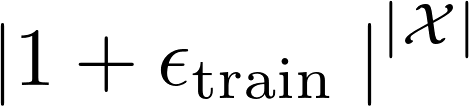 |1 + ϵ_train |^|𝒳|